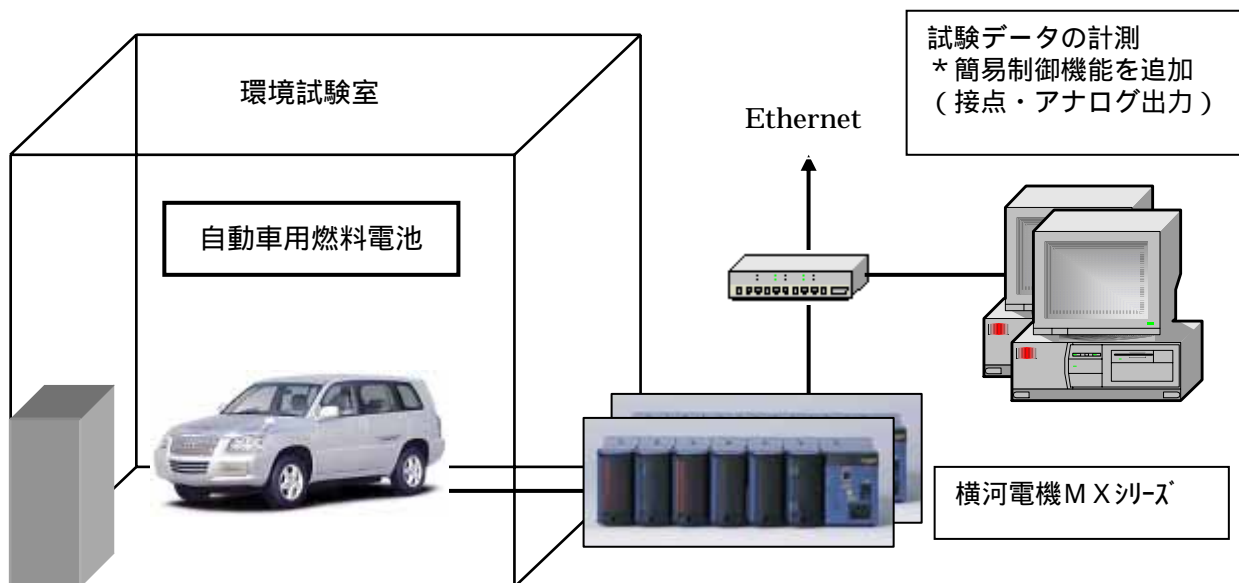 環境試験室
自動車用燃料電池
Ethernet
試験データの計測
*簡易制御機能を追加
(接点・アナログ出力)
横河電機MXシリーズ